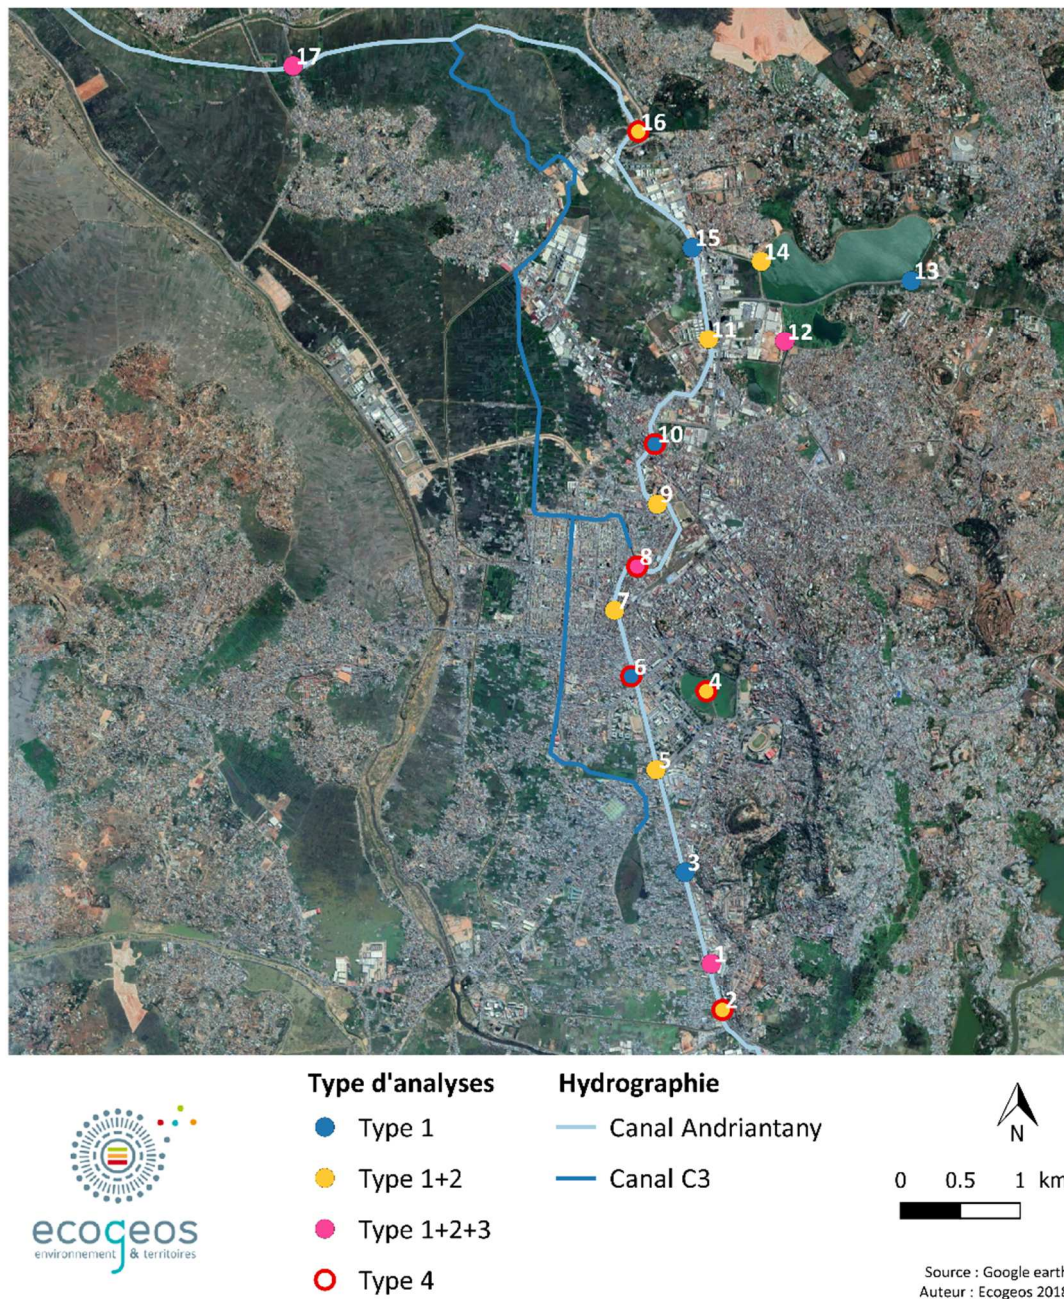 17
16
15
14
13
11
12
10
9
8
7
6
4
5
3
1
2
Type d'analyses
Type 1
Type 1+2
Type 1+2+3
Type 4
Hydrographie
Canal Andriantany
Canal C3
N
0 0.5 1 km
ecogeos
environnement & territoires
Source : Google earth
Auteur : Ecogeos 2018